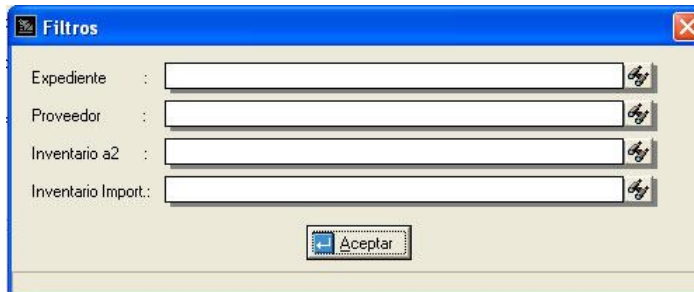 Filtros
Expediente :
Proveedor :
Inventario a2 :
Inventario Import.:
Aceptar